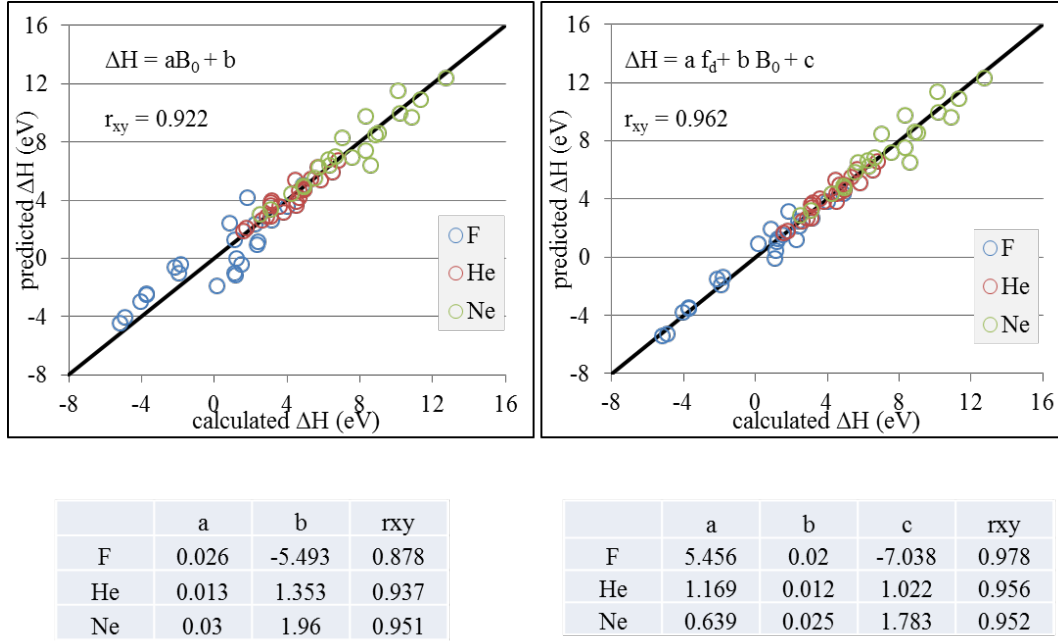 16
12
8
4
0
-4
-8
predicted ΔH (eV)
ΔH = aB₀ + b
rₓᵧ = 0.922
F
He
Ne
-8 -4 0 4 8 12 16
calculated ΔH (eV)
16
12
8
4
0
-4
-8
predicted ΔH (eV)
ΔH = a f_d+ b B₀ + c
rₓᵧ = 0.962
F
He
Ne
-8 -4 0 4 8 12 16
calculated ΔH (eV)
a b rxy
F 0.026 -5.493 0.878
He 0.013 1.353 0.937
Ne 0.03 1.96 0.951
a b c rxy
F 5.456 0.02 -7.038 0.978
He 1.169 0.012 1.022 0.956
Ne 0.639 0.025 1.783 0.952